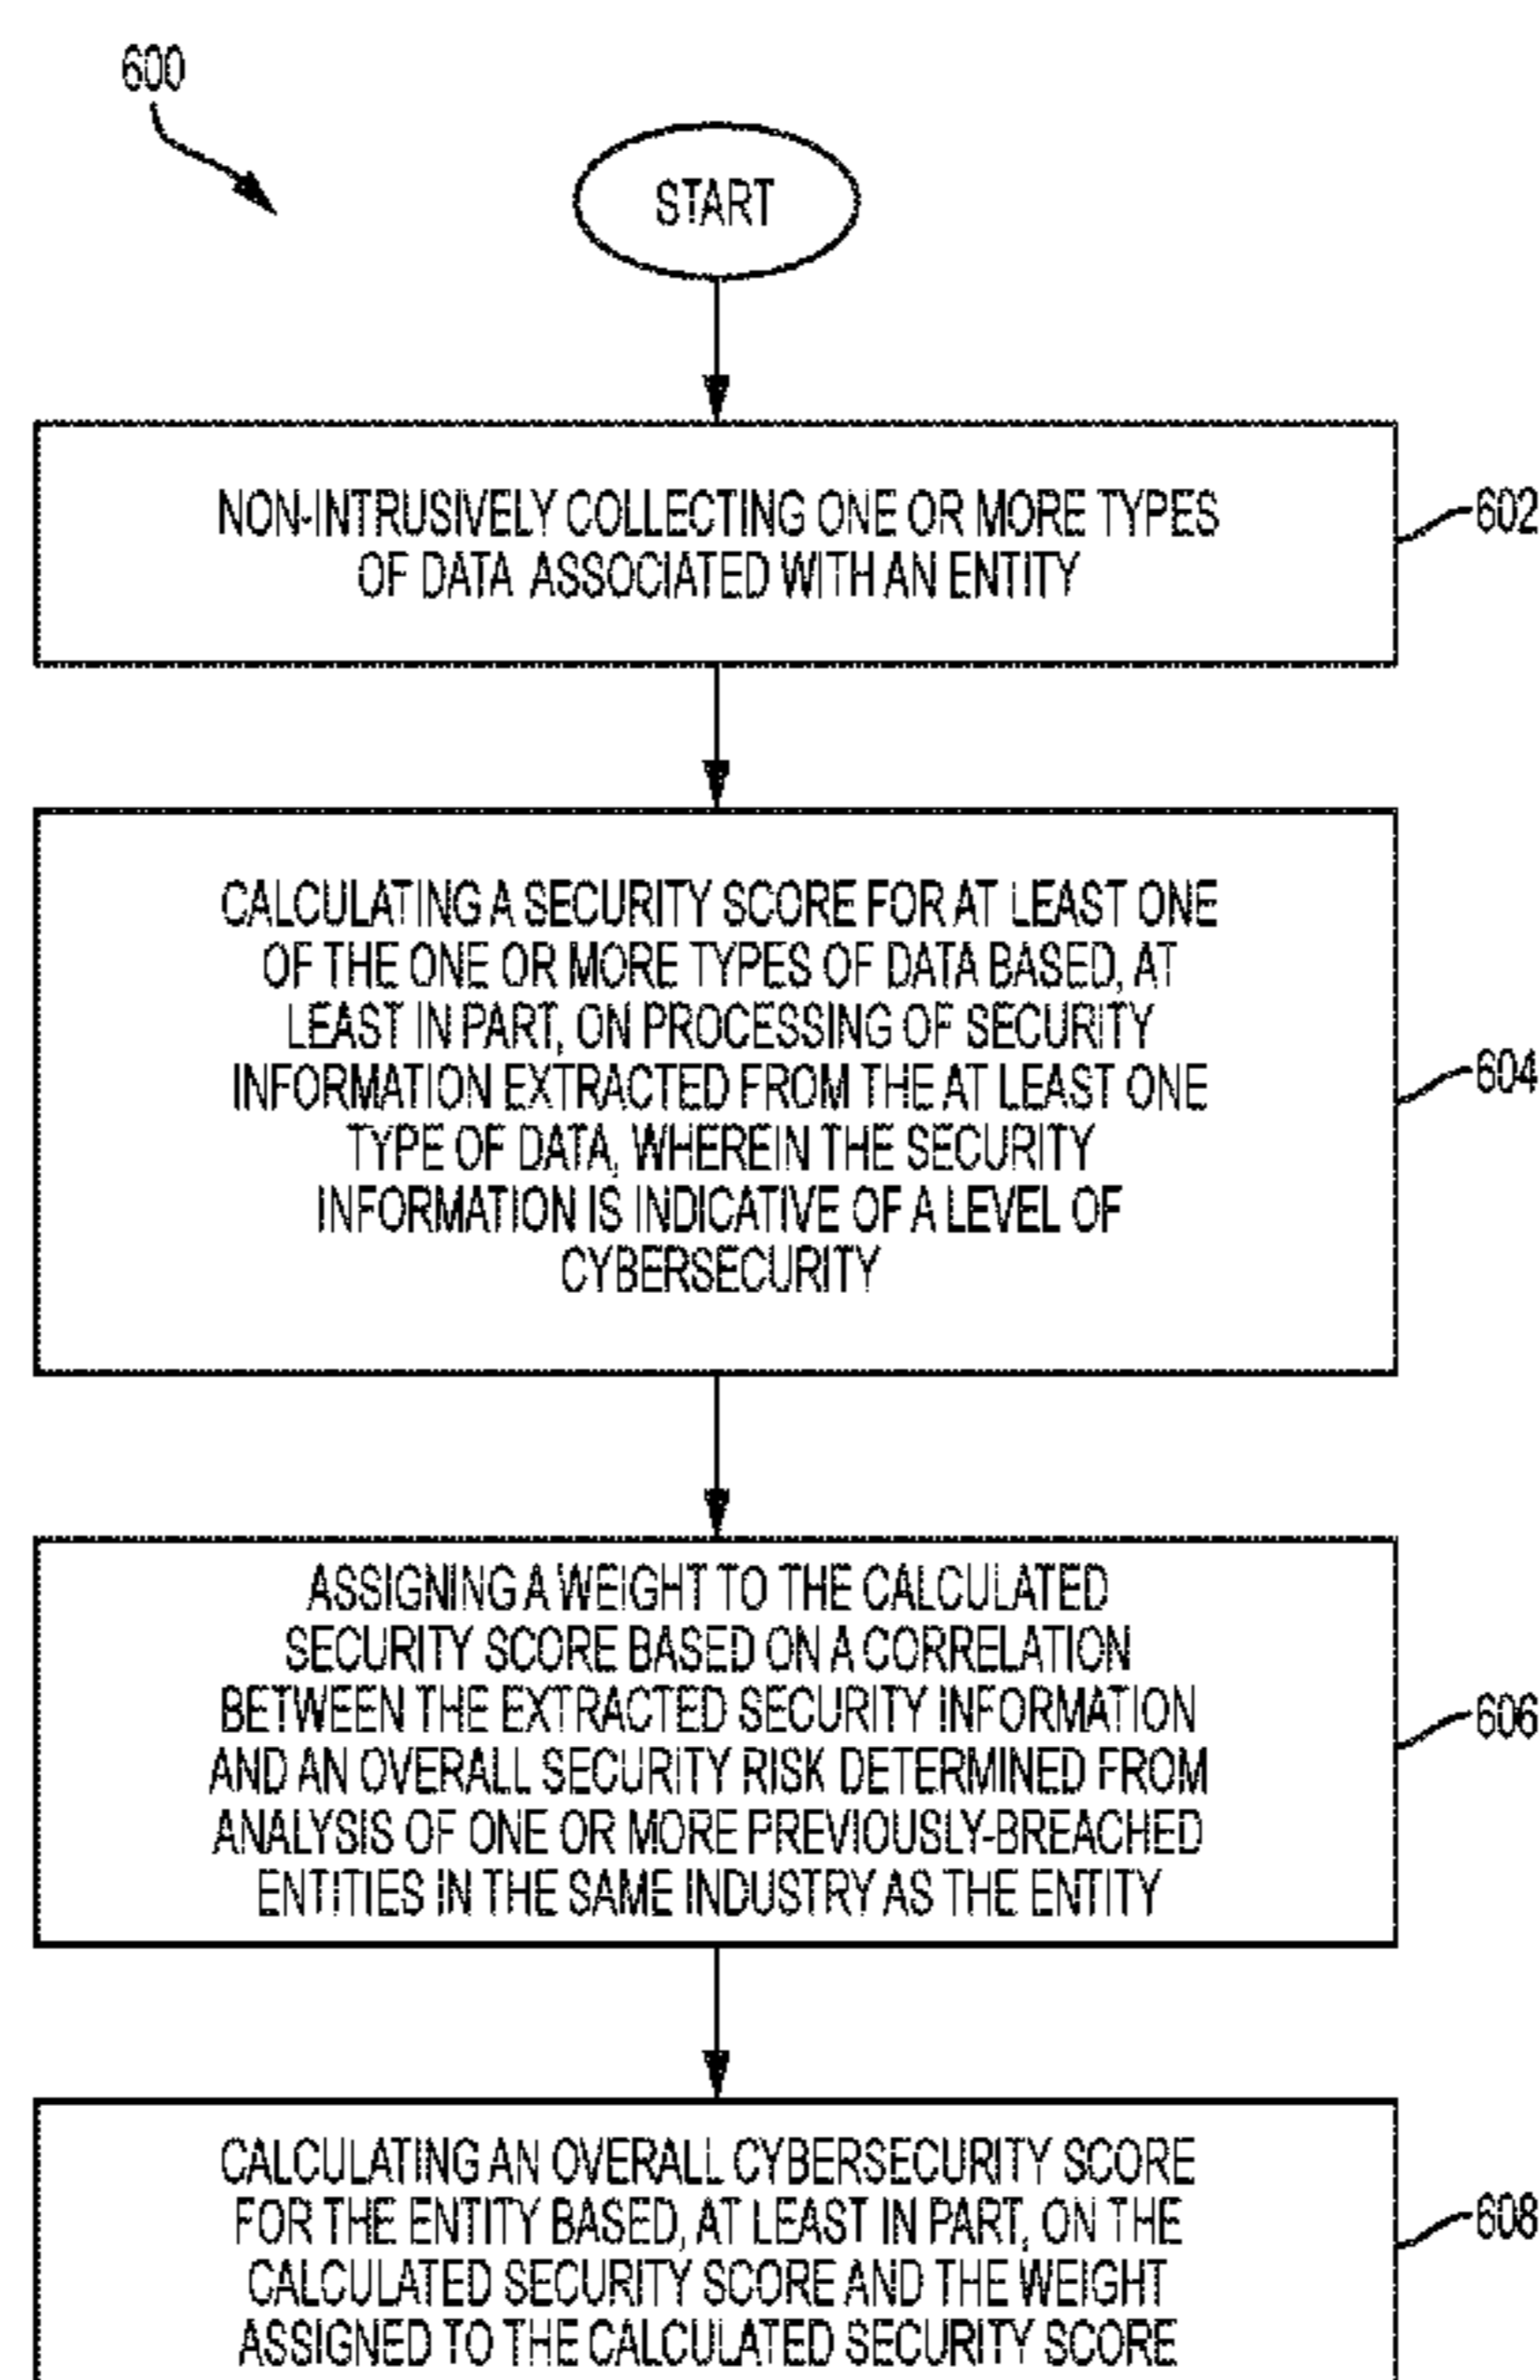 600
START
NON-INTRUSIVELY COLLECTING ONE OR MORE TYPES
OF DATA ASSOCIATED WITH AN ENTITY
602
CALCULATING A SECURITY SCORE FOR AT LEAST ONE
OF THE ONE OR MORE TYPES OF DATA BASED, AT
LEAST IN PART, ON PROCESSING OF SECURITY
INFORMATION EXTRACTED FROM THE AT LEAST ONE
TYPE OF DATA, WHEREIN THE SECURITY
INFORMATION IS INDICATIVE OF A LEVEL OF
CYBERSECURITY
604
ASSIGNING A WEIGHT TO THE CALCULATED
SECURITY SCORE BASED ON A CORRELATION
BETWEEN THE EXTRACTED SECURITY INFORMATION
AND AN OVERALL SECURITY RISK DETERMINED FROM
ANALYSIS OF ONE OR MORE PREVIOUSLY-BREACHED
ENTITIES IN THE SAME INDUSTRY AS THE ENTITY
606
CALCULATING AN OVERALL CYBERSECURITY SCORE
FOR THE ENTITY BASED, AT LEAST IN PART, ON THE
CALCULATED SECURITY SCORE AND THE WEIGHT
ASSIGNED TO THE CALCULATED SECURITY SCORE
608